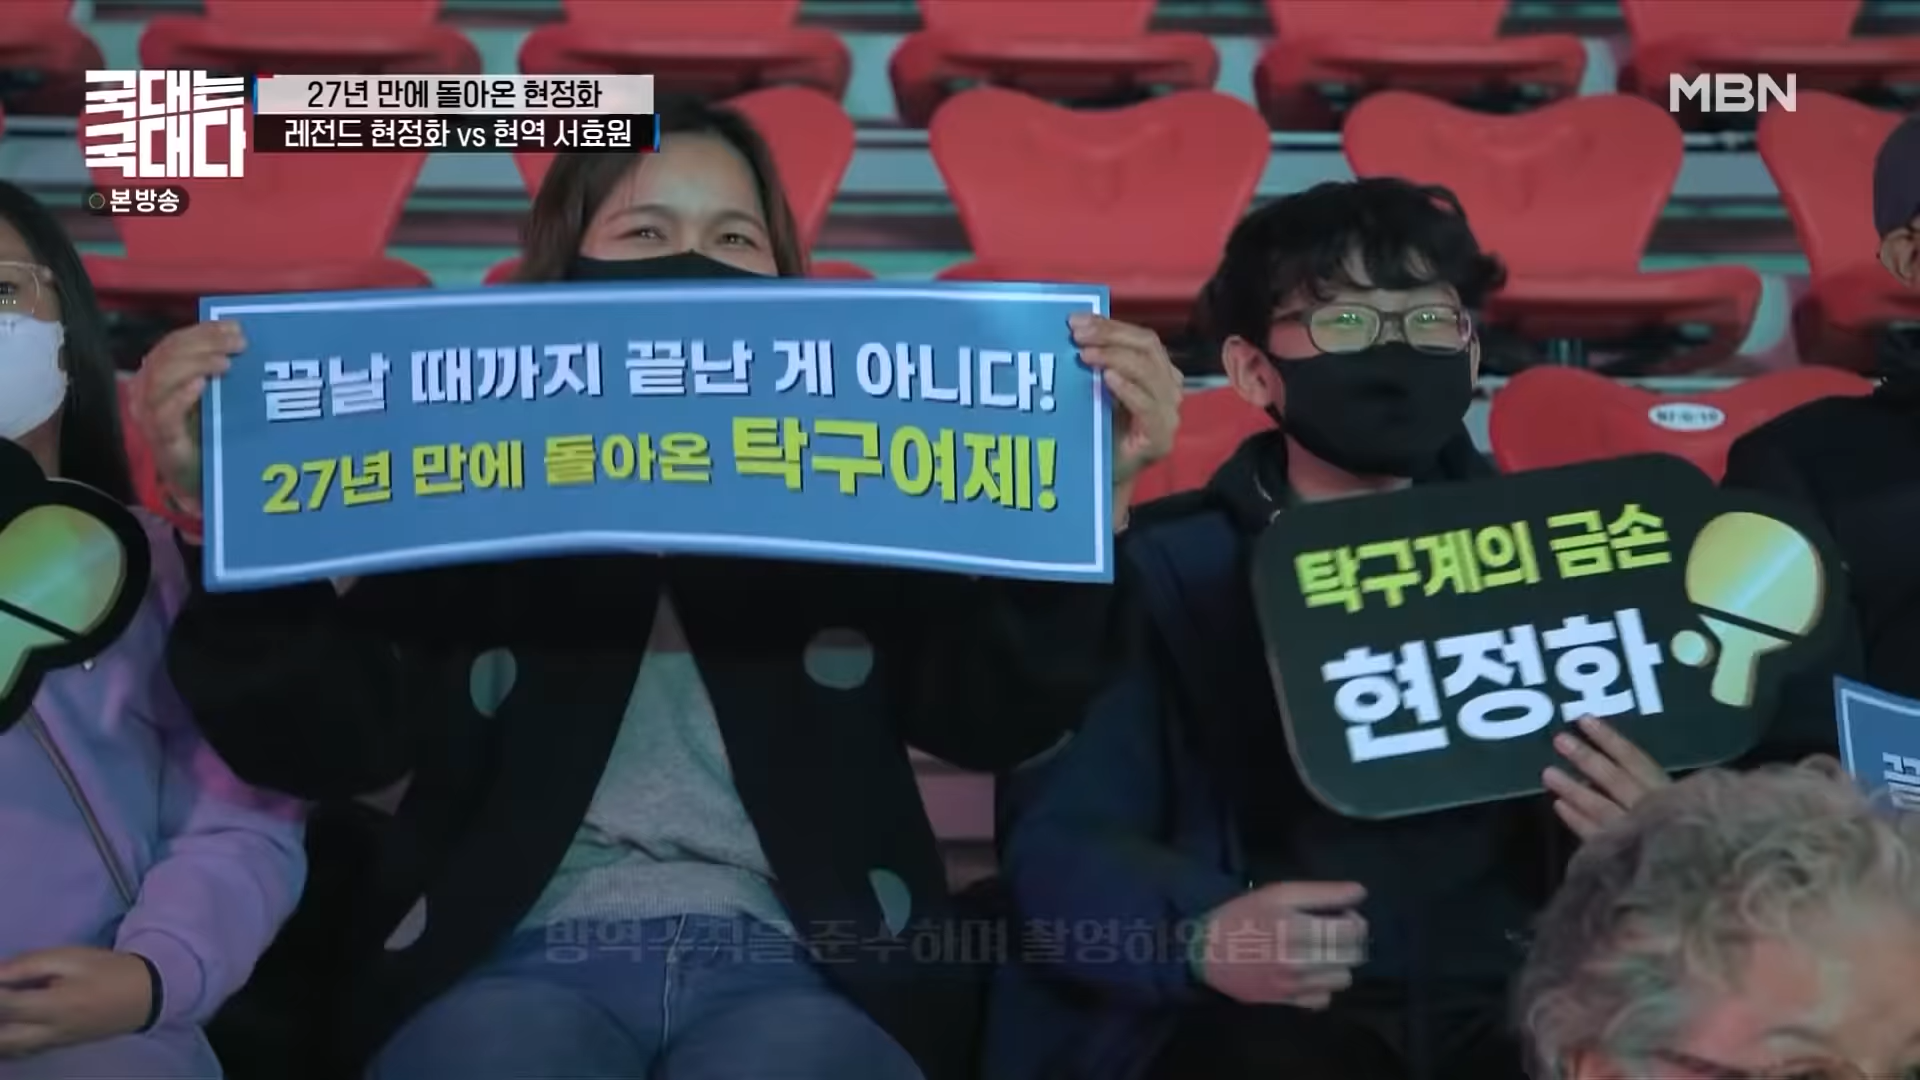 국대는
국대다
27년 만에 돌아온 현정화
레전드 현정화 vs 현역 서효원
본방송
MBN
끝날 때까지 끝난 게 아니다!
27년 만에 돌아온 탁구여제!
탁구계의 금손
현정화
끝
방역수칙을 준수하며 촬영하였습니다